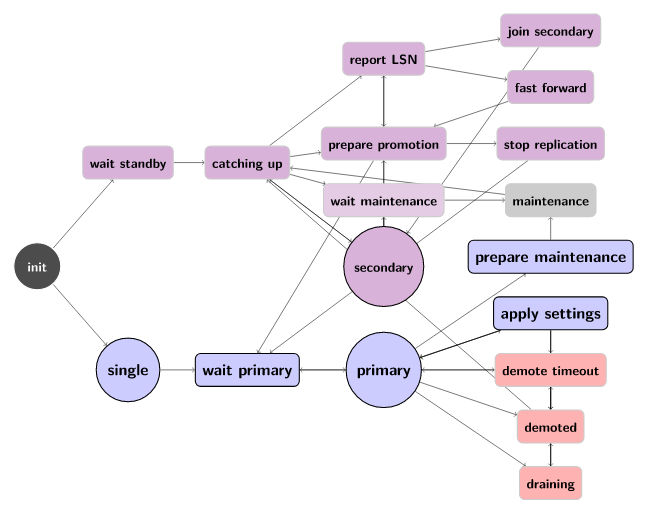 join secondary
report LSN
fast forward
prepare promotion
stop replication
wait standby
catching up
wait maintenance
maintenance
prepare maintenance
init
secondary
apply settings
single
wait primary
primary
demote timeout
demoted
draining